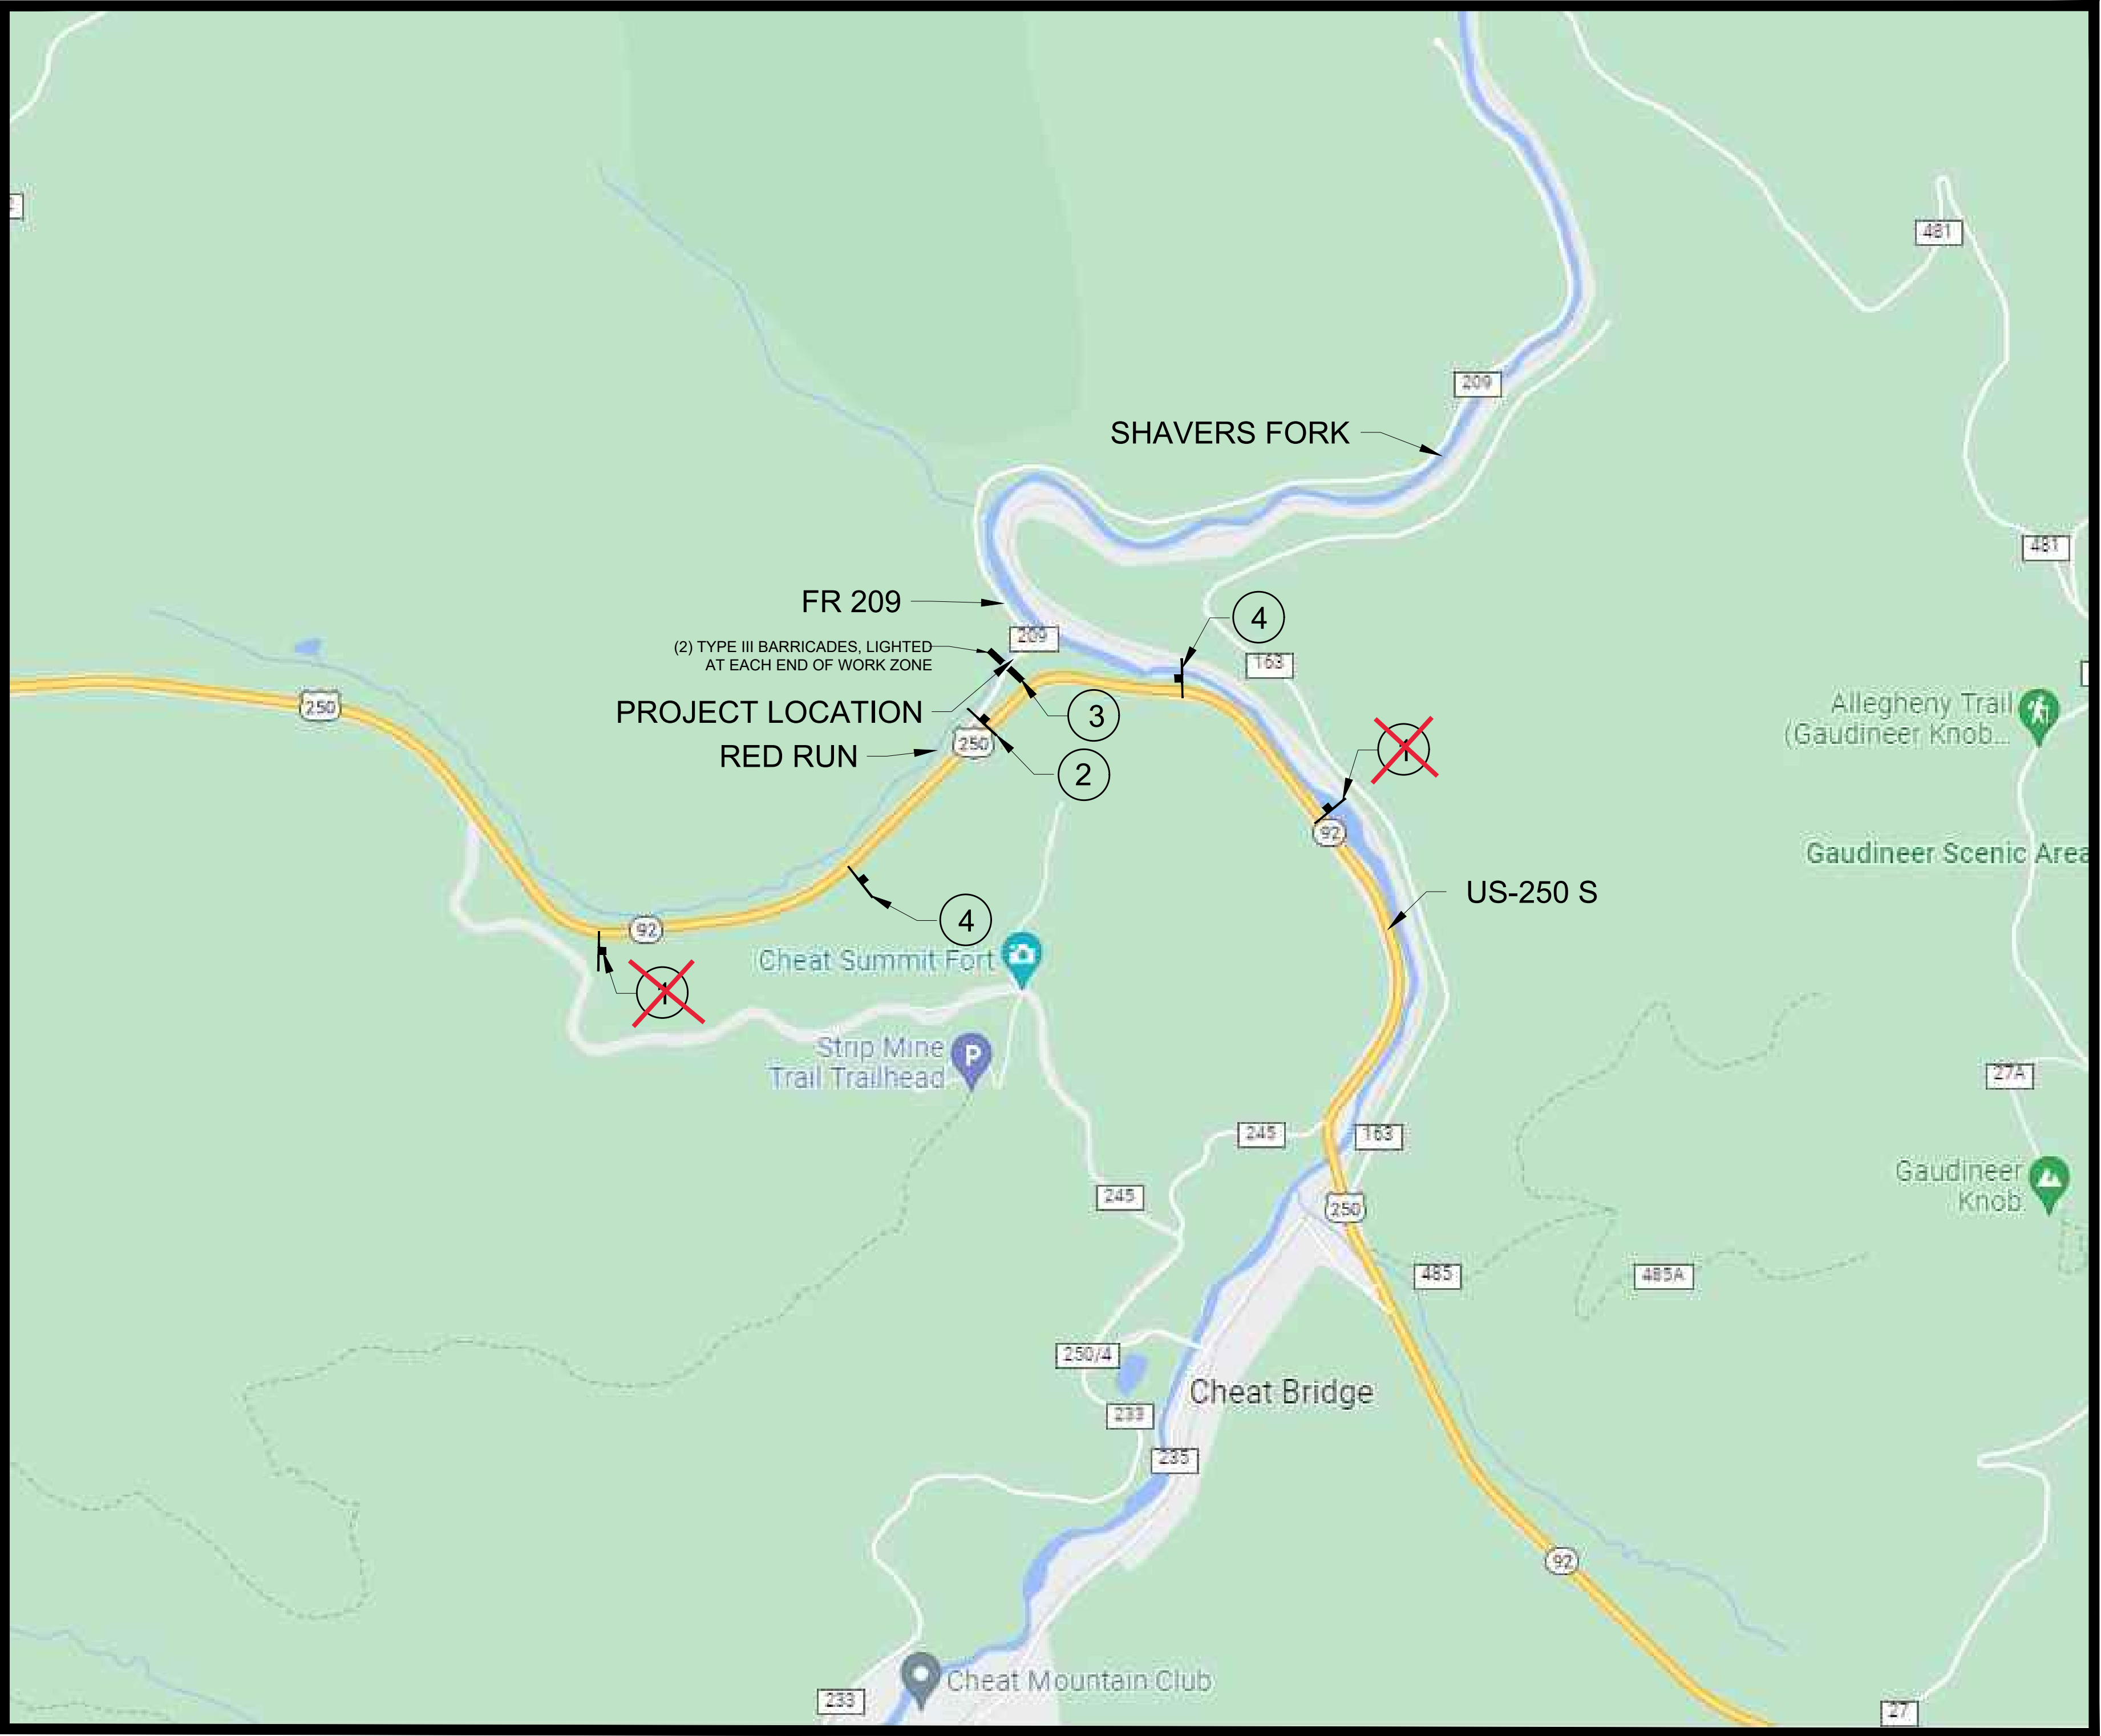 481
209
SHAVERS FORK
481
FR 209
4
209
(2) TYPE III BARRICADES, LIGHTED
AT EACH END OF WORK ZONE
163
250
PROJECT LOCATION
3
Allegheny Trail
(Gaudineer Knob...
RED RUN
250
2
1
92
Gaudineer Scenic Area
US-250 S
4
92
Cheat Summit Fort
1
Strip Mine
Trail Trailhead
P
27A
245
163
Gaudineer
Knob
245
250
485
485A
250/4
Cheat Bridge
233
235
92
Cheat Mountain Club
233
27